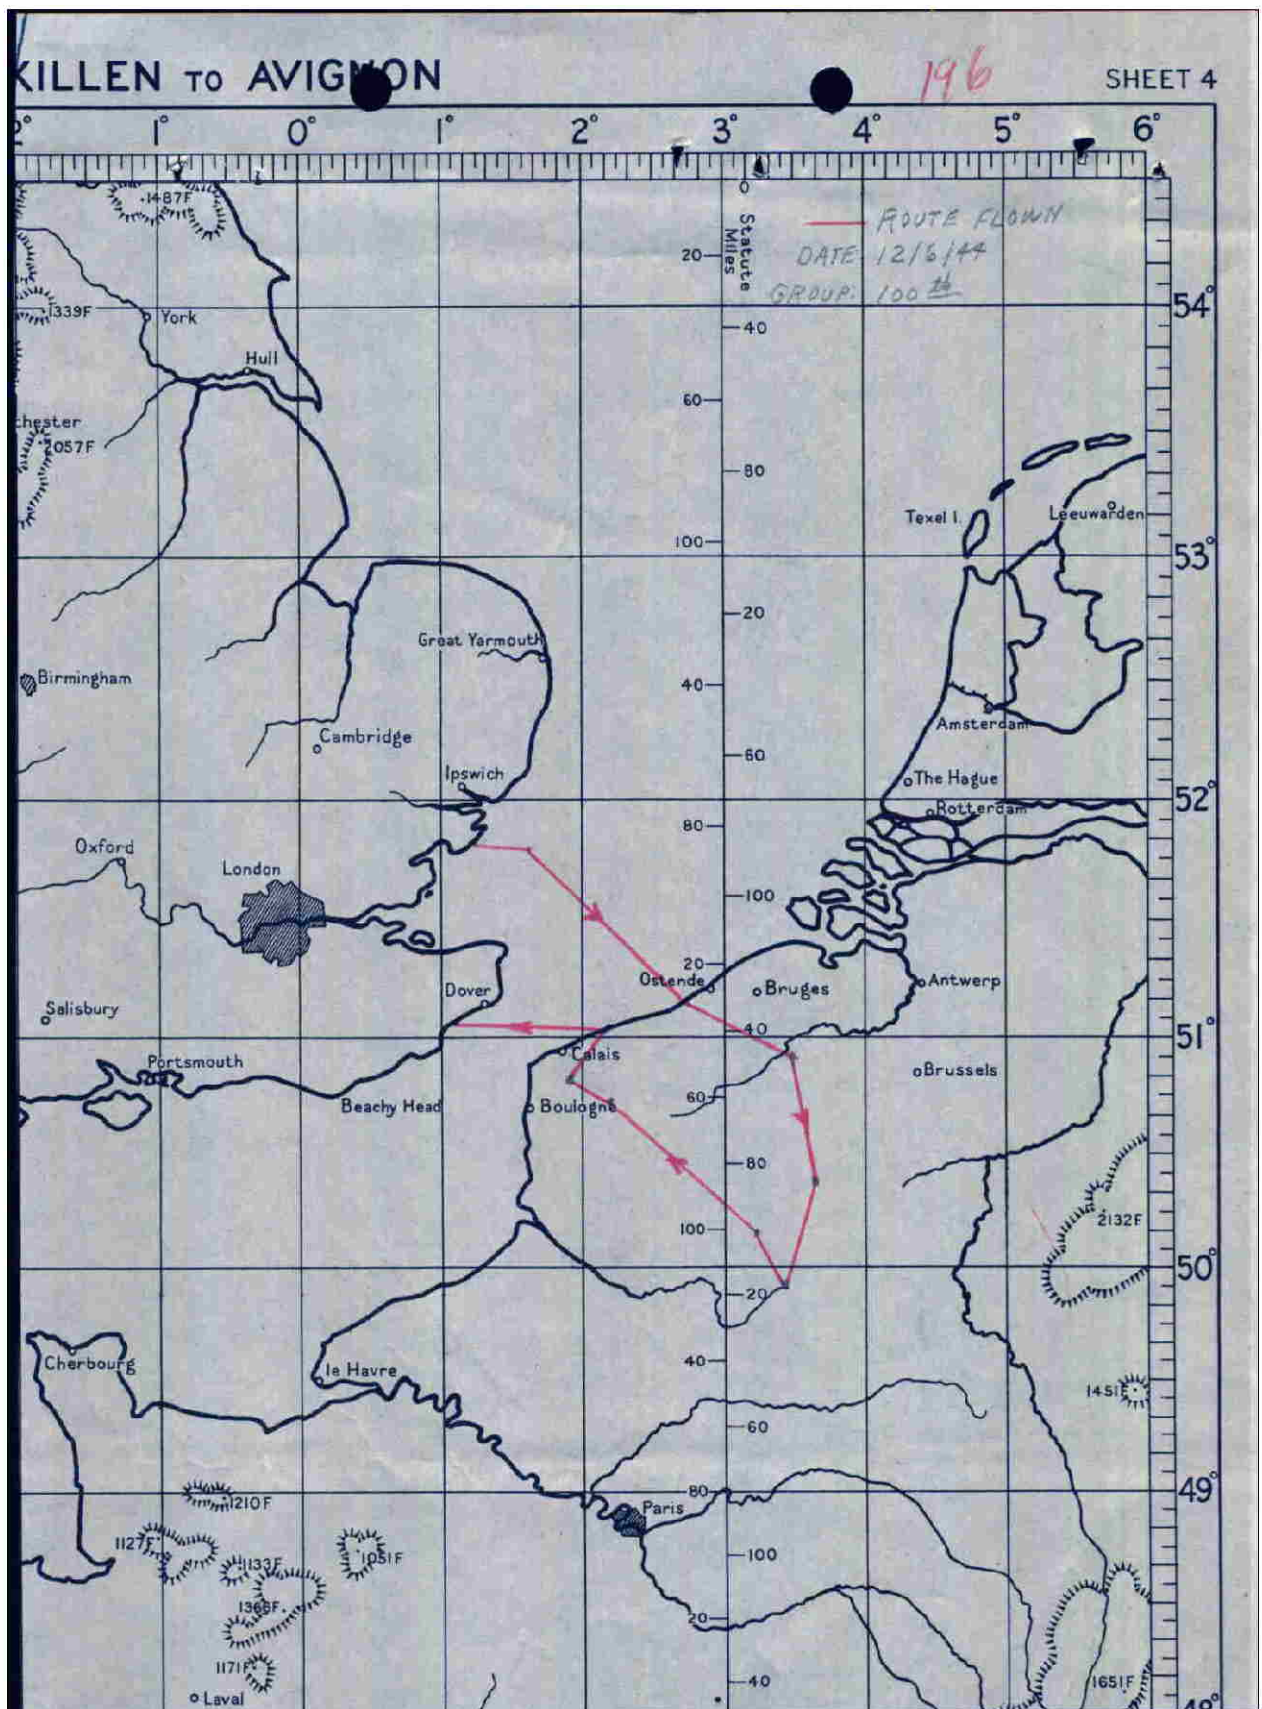 KILLEN TO AVIGNON
196
SHEET 4
2° 1° 0° 1° 2° 3° 4° 5° 6°
1487F
0
Statute Miles
ROUTE FLOWN
20
DATE: 12/6/44
GROUP: 100th
54°
1339F
York
40
Hull
60
chester
057F
80
Texel I.
Leeuwarden
100
53°
20
Great Yarmouth
Birmingham
40
Cambridge
Amsterdam
60
Ipswich
The Hague
52°
Rotterdam
80
Oxford
London
100
20
Ostende
Bruges
Antwerp
Dover
Salisbury
40
51°
Calais
Portsmouth
Brussels
60
Beachy Head
Boulogne
80
2132F
100
50°
20
Cherbourg
le Havre
40
1451F
60
80
49°
1210F
Paris
1127F
1133F
1051F
100
1366F
20
1171F
40
1651F
Laval
48°